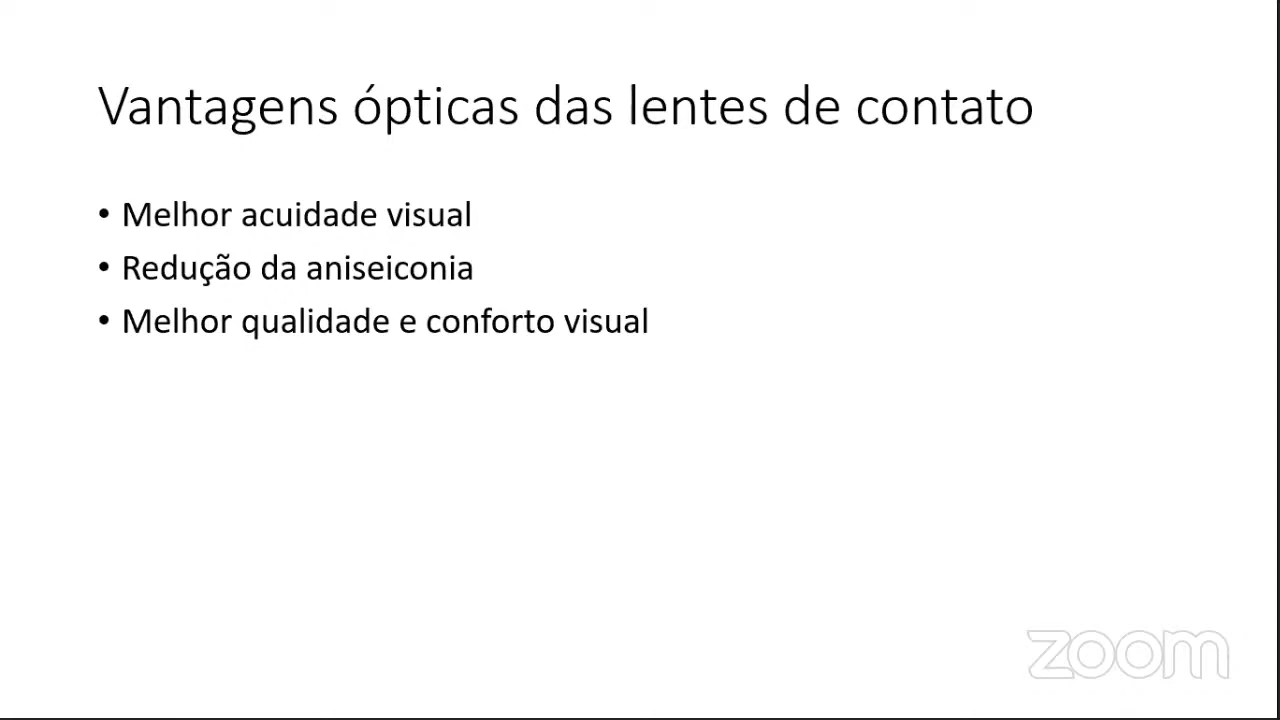 Vantagens ópticas das lentes de contato
• Melhor acuidade visual
• Redução da aniseiconia
• Melhor qualidade e conforto visual
zoom